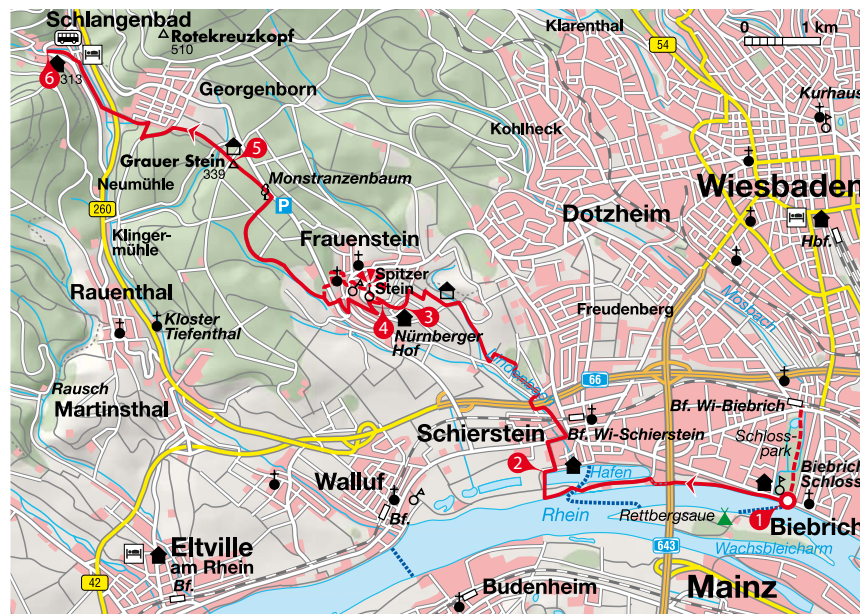 Schlangenbad
Rotekreuzkopf
510
Klarenthal
54
0 1 km
6
313
Georgenborn
Kurhaus
Kohlheck
5
Grauer Stein
339
Neumühle
Monstranzenbaum
Wiesbaden
P
Dotzheim
260
Klinger-
mühle
Frauenstein
Hbf.
Spitzer
Stein
Rauenthal
Mosbach
Kloster
Tiefenthal
3
4
Nürnberger
Hof
Freudenberg
Lindenbach
Rausch
Martinsthal
66
Bf. Wi-Biebrich
Schierstein
Bf. Wi-Schierstein
Schloss-
park
2
Hafen
Biebrich
Schloss
Walluf
Bf.
Rhein
Rettbergsaue
1
Biebrich
Eltville
am Rhein
Bf.
42
643
Wachsbleicharm
Budenheim
Mainz